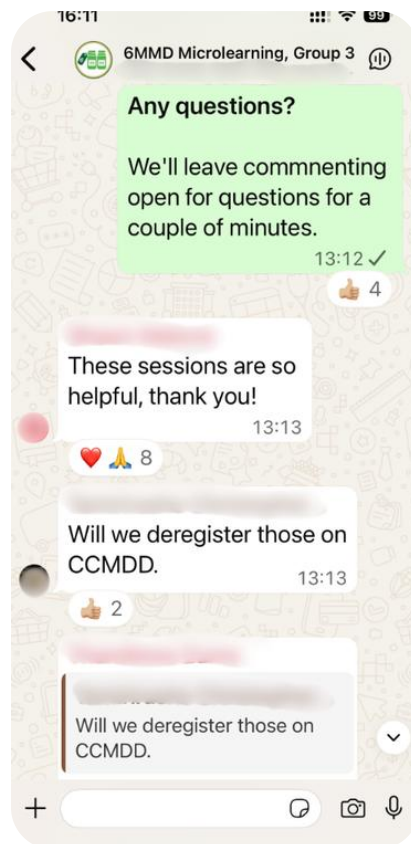 16:11
99
6MMD Microlearning, Group 3
Any questions?
We'll leave commnenting
open for questions for a
couple of minutes.
13:12
4
These sessions are so
helpful, thank you!
13:13
8
Will we deregister those on
CCMDD.
13:13
2
Will we deregister those on
CCMDD.